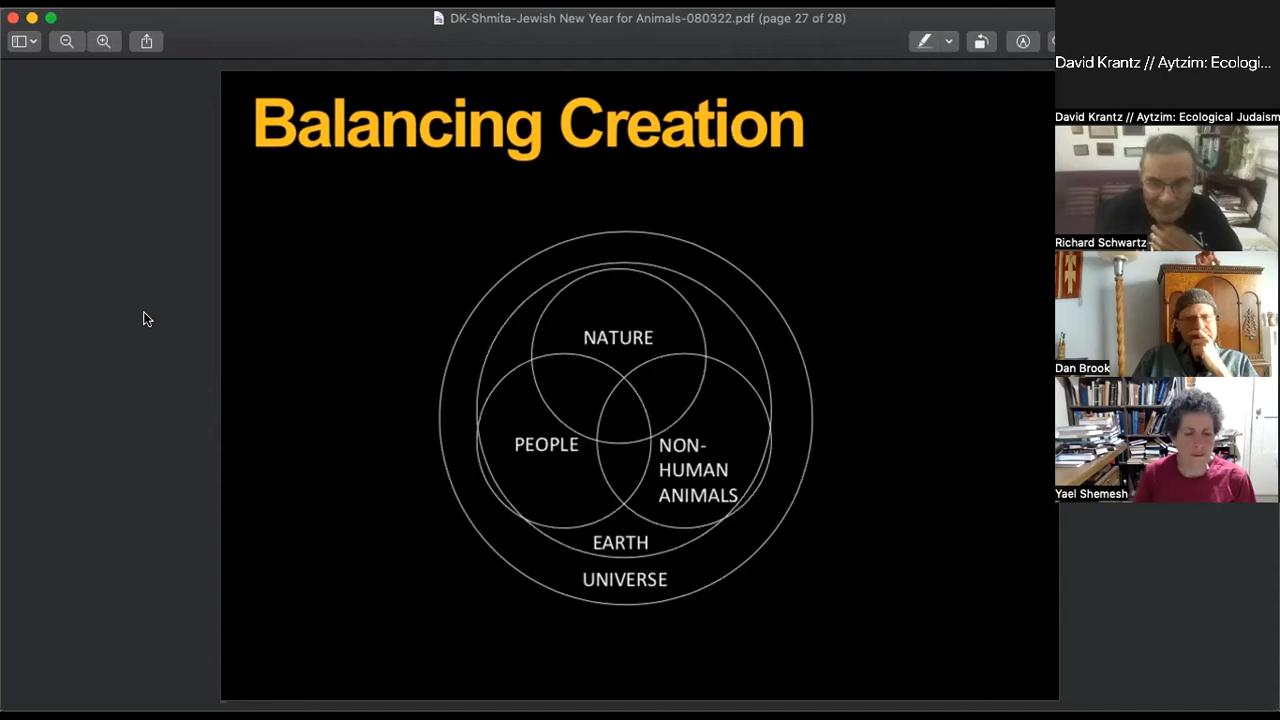 DK-Shmita-Jewish New Year for Animals-080322.pdf (page 27 of 28)
Balancing Creation
NATURE
PEOPLE
NON-
HUMAN
ANIMALS
EARTH
UNIVERSE
David Krantz // Aytzim: Ecologi...
David Krantz // Aytzim: Ecological Judaism
Richard Schwartz
Dan Brook
Yael Shemesh